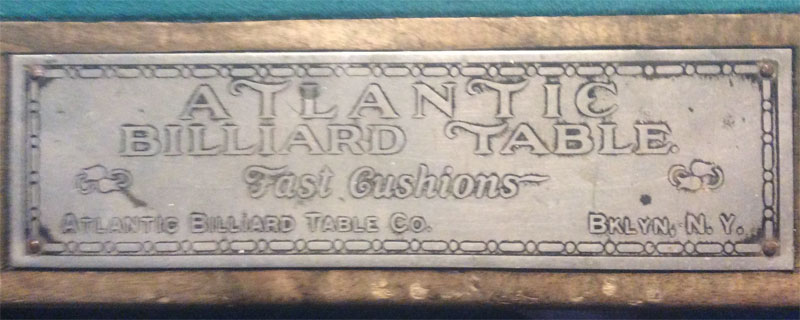 ATLANTIC
BILLIARD TABLE.
Fast Cushions
ATLANTIC BILLIARD TABLE CO. BKLYN, N. Y.